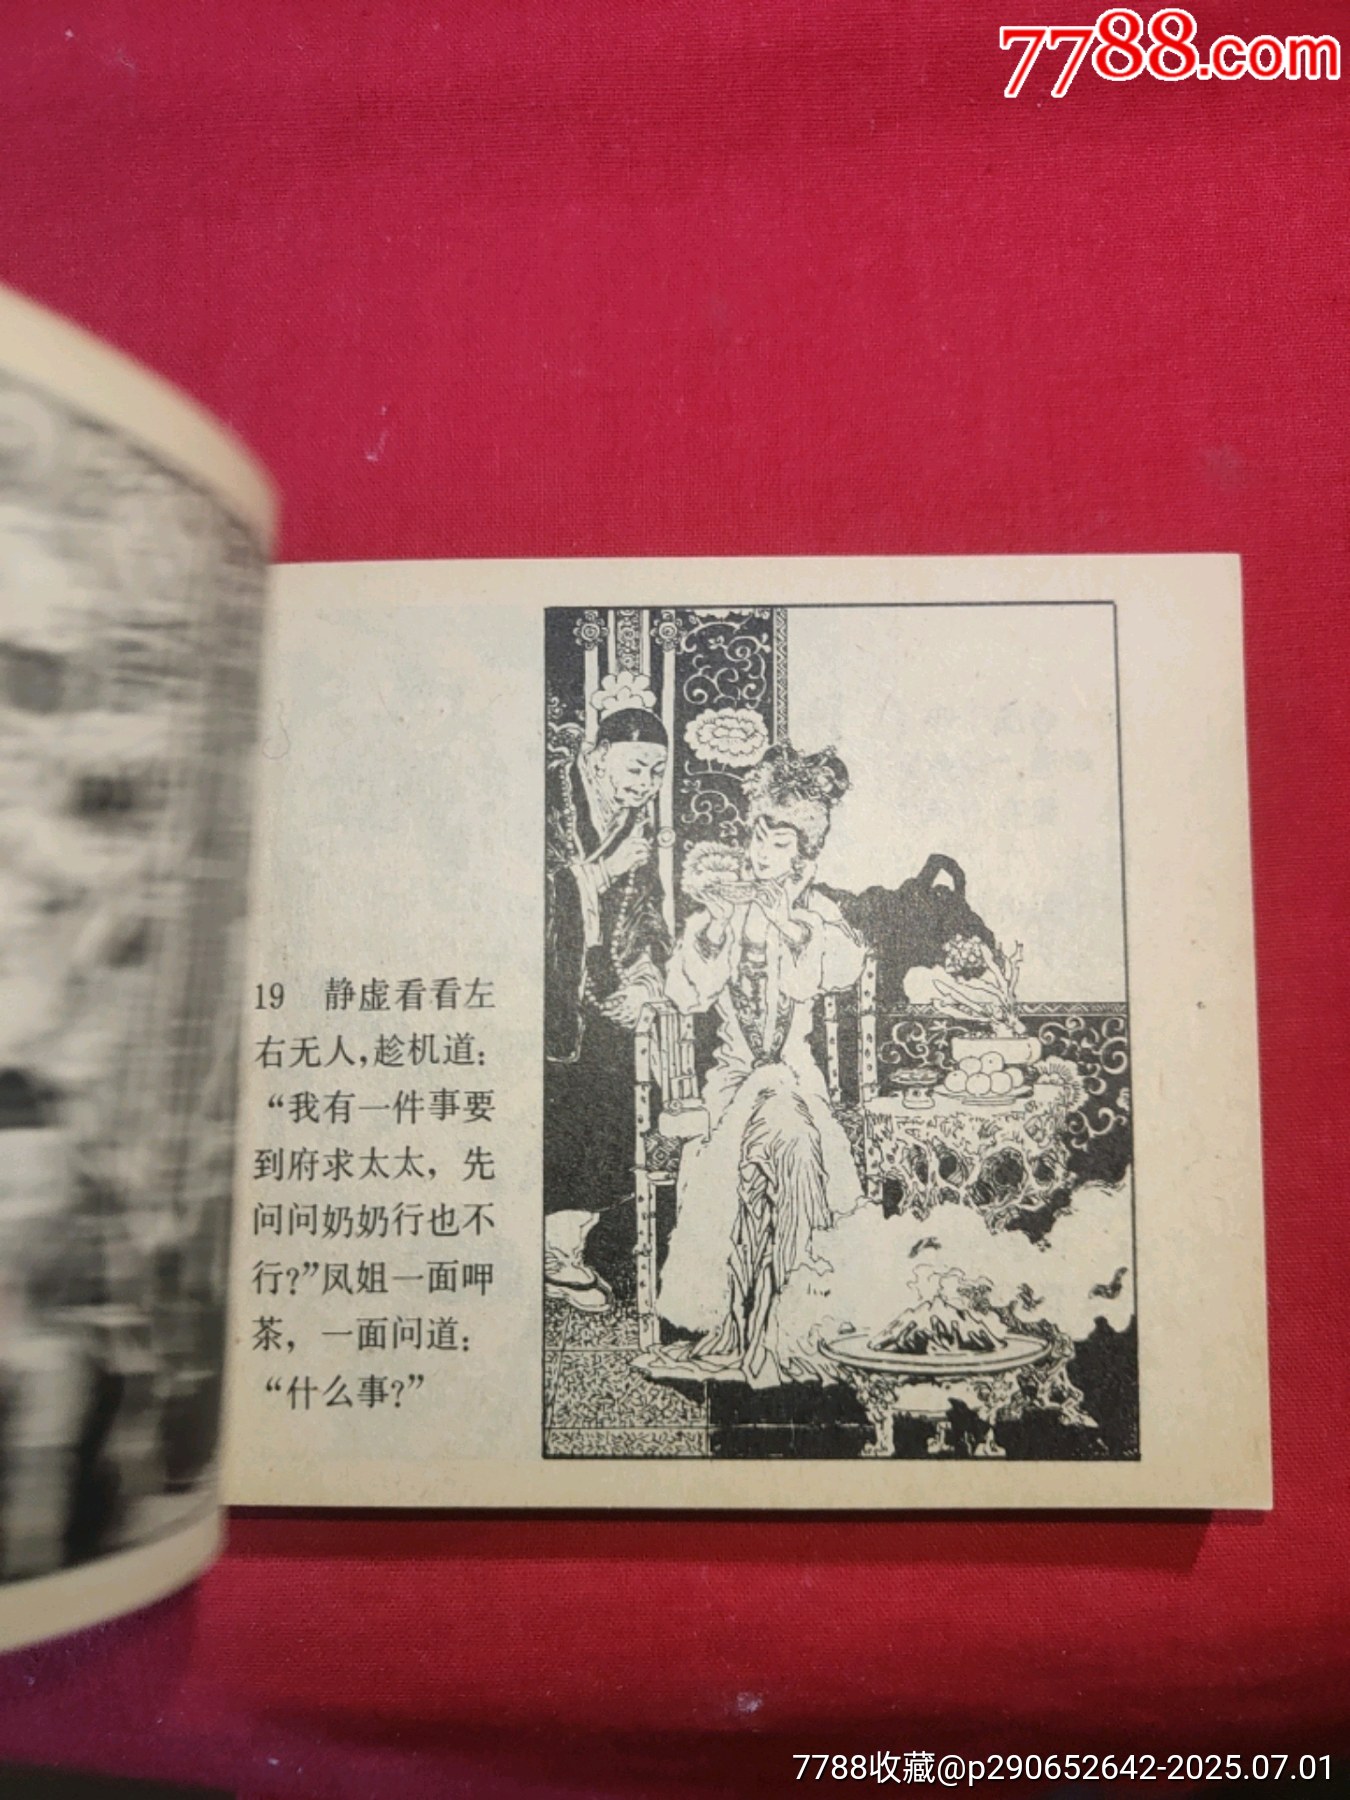 7788.com
19 静虚看看左
右无人，趁机道：
“我有一件事要
到府求太太，先
问问奶奶行也不
行？”凤姐一面呷
茶，一面问道：
“什么事？”
7788收藏@p290652642-2025.07.01